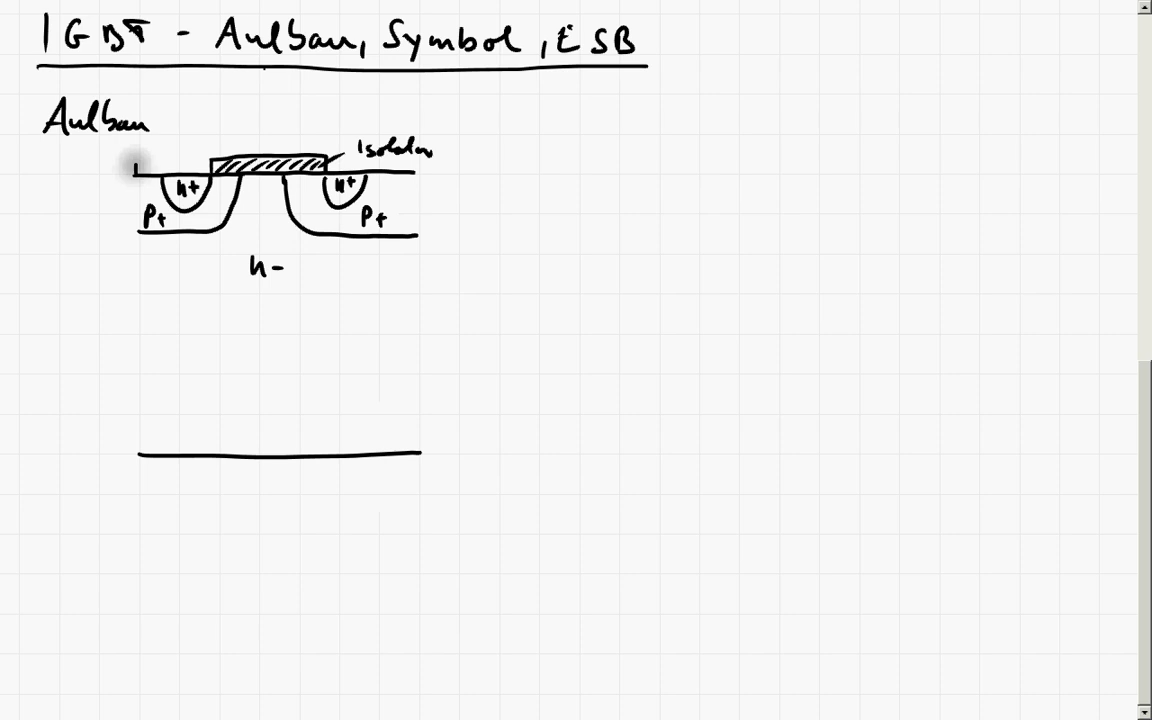 IGBT - Aufbau, Symbol, ESB
Aufbau
Isolator
n+ n+
P+ P+
n-